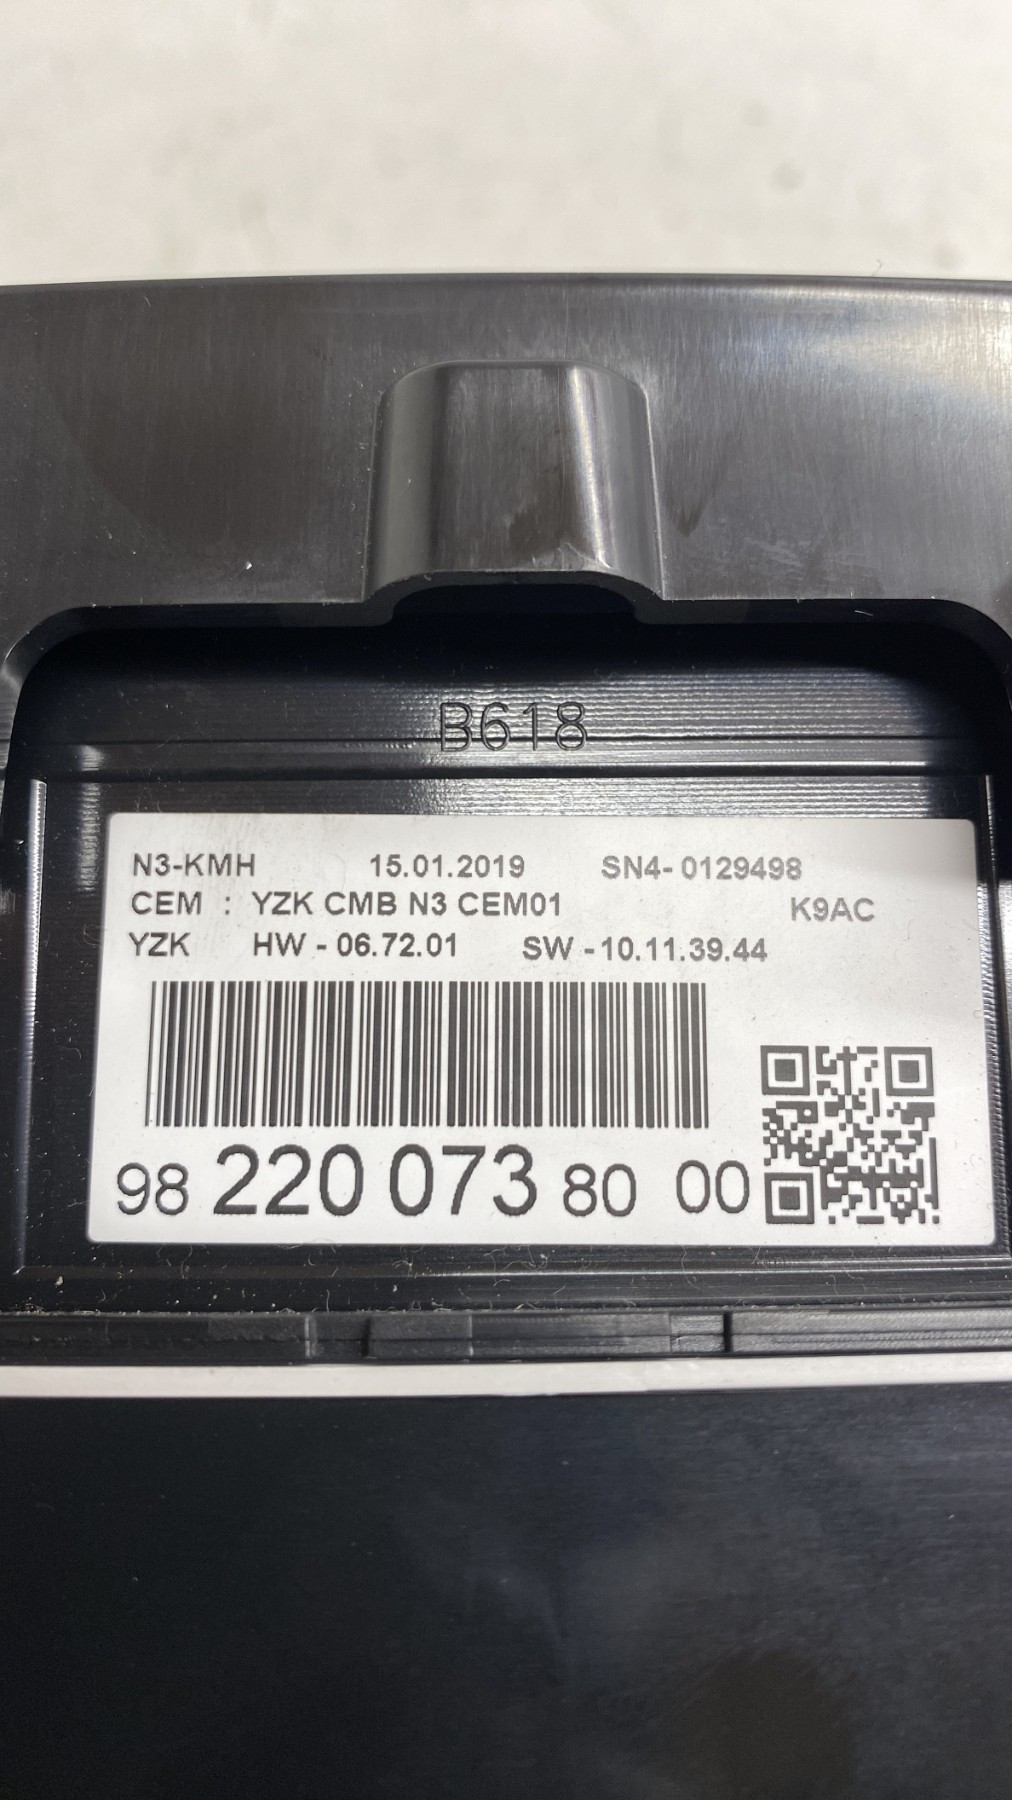 B618
N3-KMH 15.01.2019 SN4- 0129498
CEM : YZK CMB N3 CEM01 K9AC
YZK HW - 06.72.01 SW -10.11.39.44
98 220 073 80 00